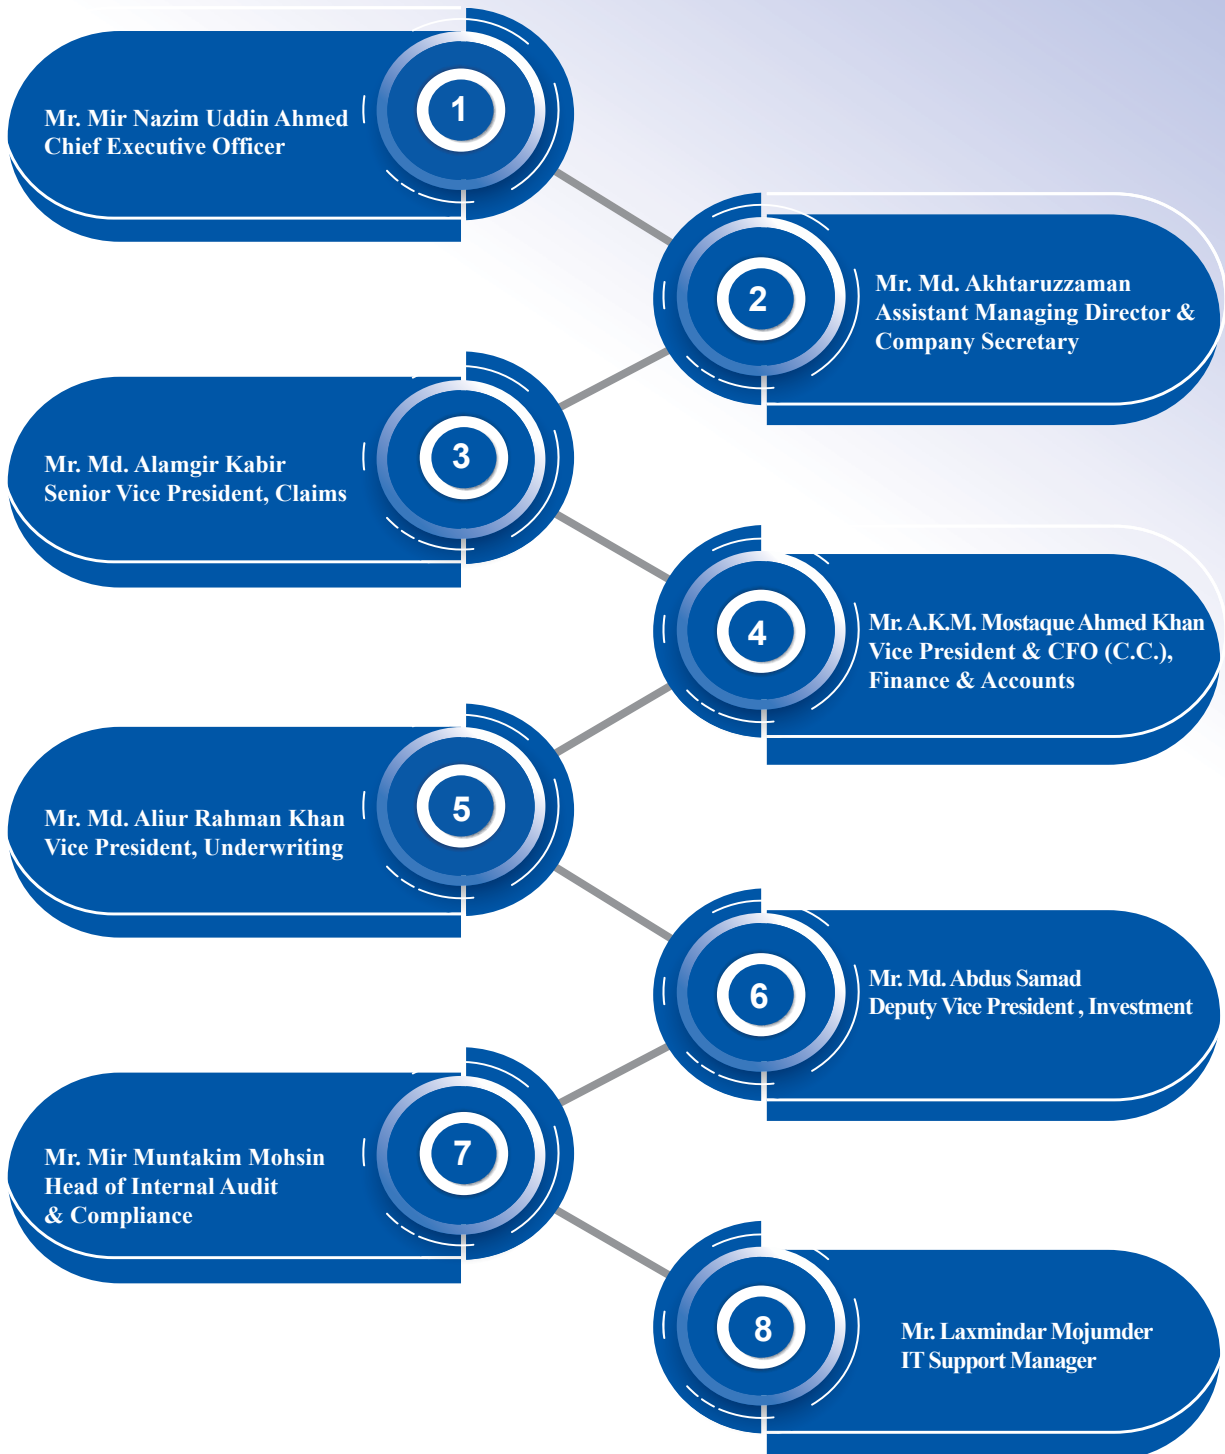 1
Mr. Mir Nazim Uddin Ahmed
Chief Executive Officer
2
Mr. Md. Akhtaruzzaman
Assistant Managing Director &
Company Secretary
3
Mr. Md. Alamgir Kabir
Senior Vice President, Claims
4
Mr. A.K.M. Mostaque Ahmed Khan
Vice President & CFO (C.C.),
Finance & Accounts
5
Mr. Md. Aliur Rahman Khan
Vice President, Underwriting
6
Mr. Md. Abdus Samad
Deputy Vice President , Investment
7
Mr. Mir Muntakim Mohsin
Head of Internal Audit
& Compliance
8
Mr. Laxmindar Mojumder
IT Support Manager